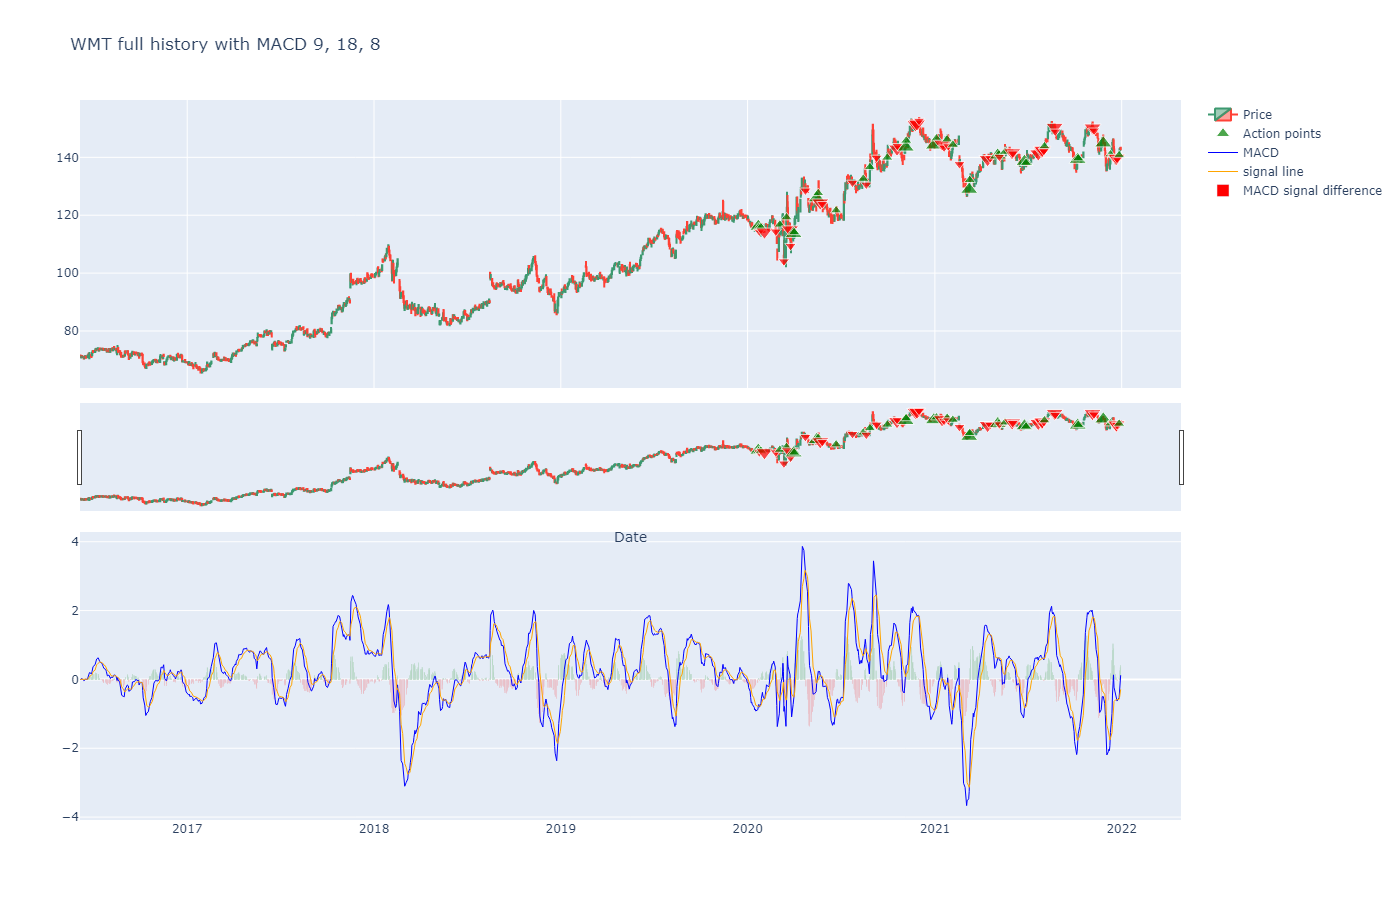 WMT full history with MACD 9, 18, 8
Price
Action points
MACD
signal line
MACD signal difference
140
120
100
80
Date
4
2
0
−2
−4
2017 2018 2019 2020 2021 2022